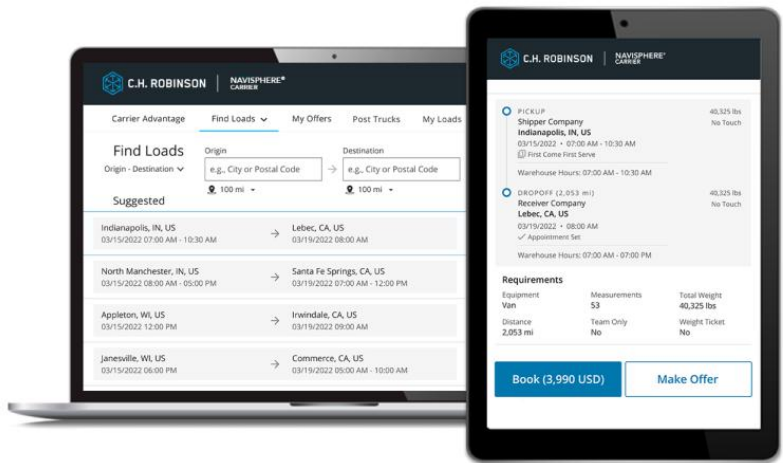 C.H. ROBINSON NAVISPHERE®
CARRIER
Carrier Advantage Find Loads My Offers Post Trucks My Loads
Find Loads
Origin - Destination
Origin Destination
e.g., City or Postal Code → e.g., City or Postal Code
100 mi 100 mi
Suggested
Indianapolis, IN, US → Lebec, CA, US
03/15/2022 07:00 AM - 10:30 AM 03/19/2022 08:00 AM
North Manchester, IN, US → Santa Fe Springs, CA, US
03/15/2022 08:00 AM - 05:00 PM 03/19/2022 07:00 AM - 12:00 PM
Appleton, WI, US → Irwindale, CA, US
03/15/2022 12:00 PM 03/19/2022 09:00 AM
Janesville, WI, US → Commerce, CA, US
03/15/2022 06:00 PM 03/19/2022 05:00 AM - 10:00 AM
C.H. ROBINSON NAVISPHERE®
CARRIER
PICKUP 40,325 lbs
Shipper Company No Touch
Indianapolis, IN, US
03/15/2022 • 07:00 AM - 10:30 AM
First Come First Serve
Warehouse Hours: 07:00 AM - 10:30 AM
DROPOFF (2,053 mi) 40,325 lbs
Receiver Company No Touch
Lebec, CA, US
03/19/2022 • 08:00 AM
✓ Appointment Set
Warehouse Hours: 07:00 AM - 07:00 PM
Requirements
Equipment Measurements Total Weight
Van 53 40,325 lbs
Distance Team Only Weight Ticket
2,053 mi No No
Book (3,990 USD) Make Offer